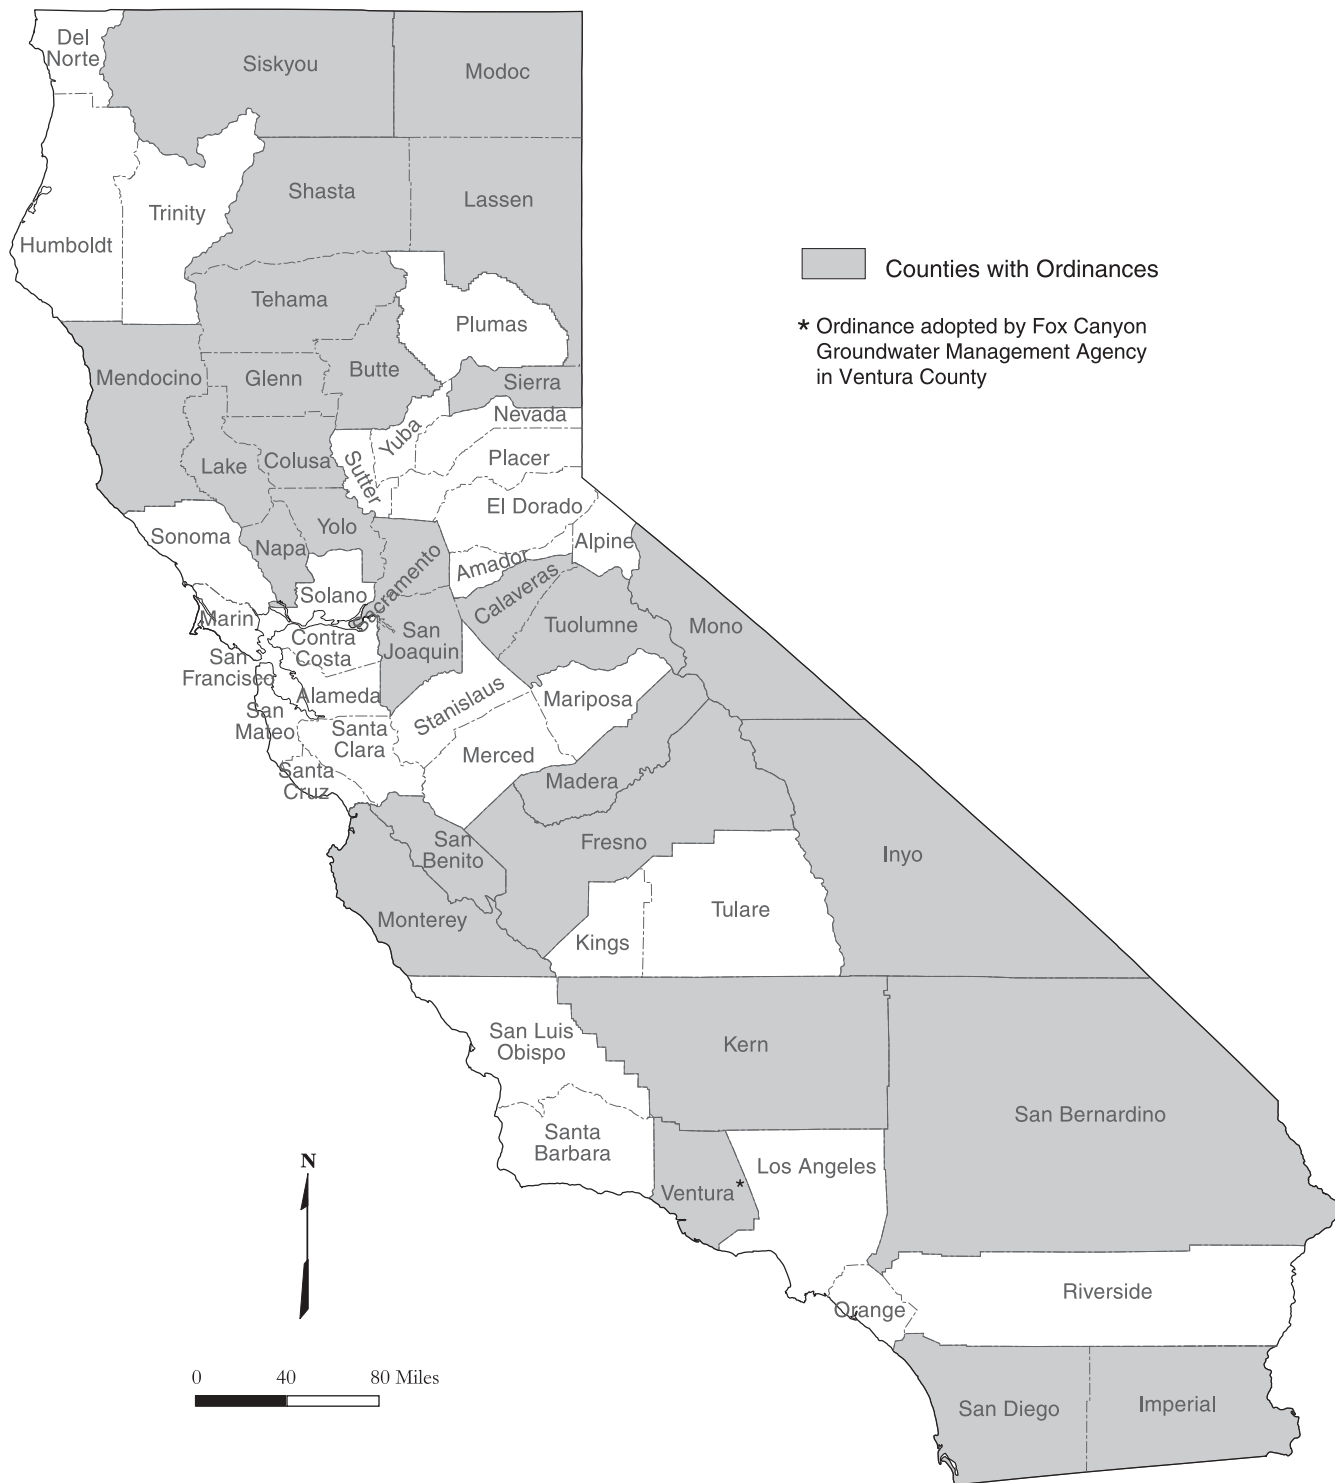 Del
Norte
Siskyou
Modoc
Shasta
Lassen
Trinity
Humboldt
Counties with Ordinances
Tehama
Plumas
* Ordinance adopted by Fox Canyon
Groundwater Management Agency
in Ventura County
Mendocino
Glenn
Butte
Sierra
Nevada
Yuba
Placer
Lake
Colusa
Sutter
El Dorado
Yolo
Sonoma
Napa
Alpine
Sacramento
Amador
Calaveras
Solano
Marin
Contra
Costa
San
Joaquin
Tuolumne
Mono
San
Francisco
Alameda
Stanislaus
Mariposa
San
Mateo
Santa
Clara
Merced
Santa
Cruz
Madera
Fresno
San
Benito
Inyo
Monterey
Tulare
Kings
San Luis
Obispo
Kern
San Bernardino
Santa
Barbara
Los Angeles
Ventura*
N
Riverside
Orange
0 40 80 Miles
San Diego
Imperial